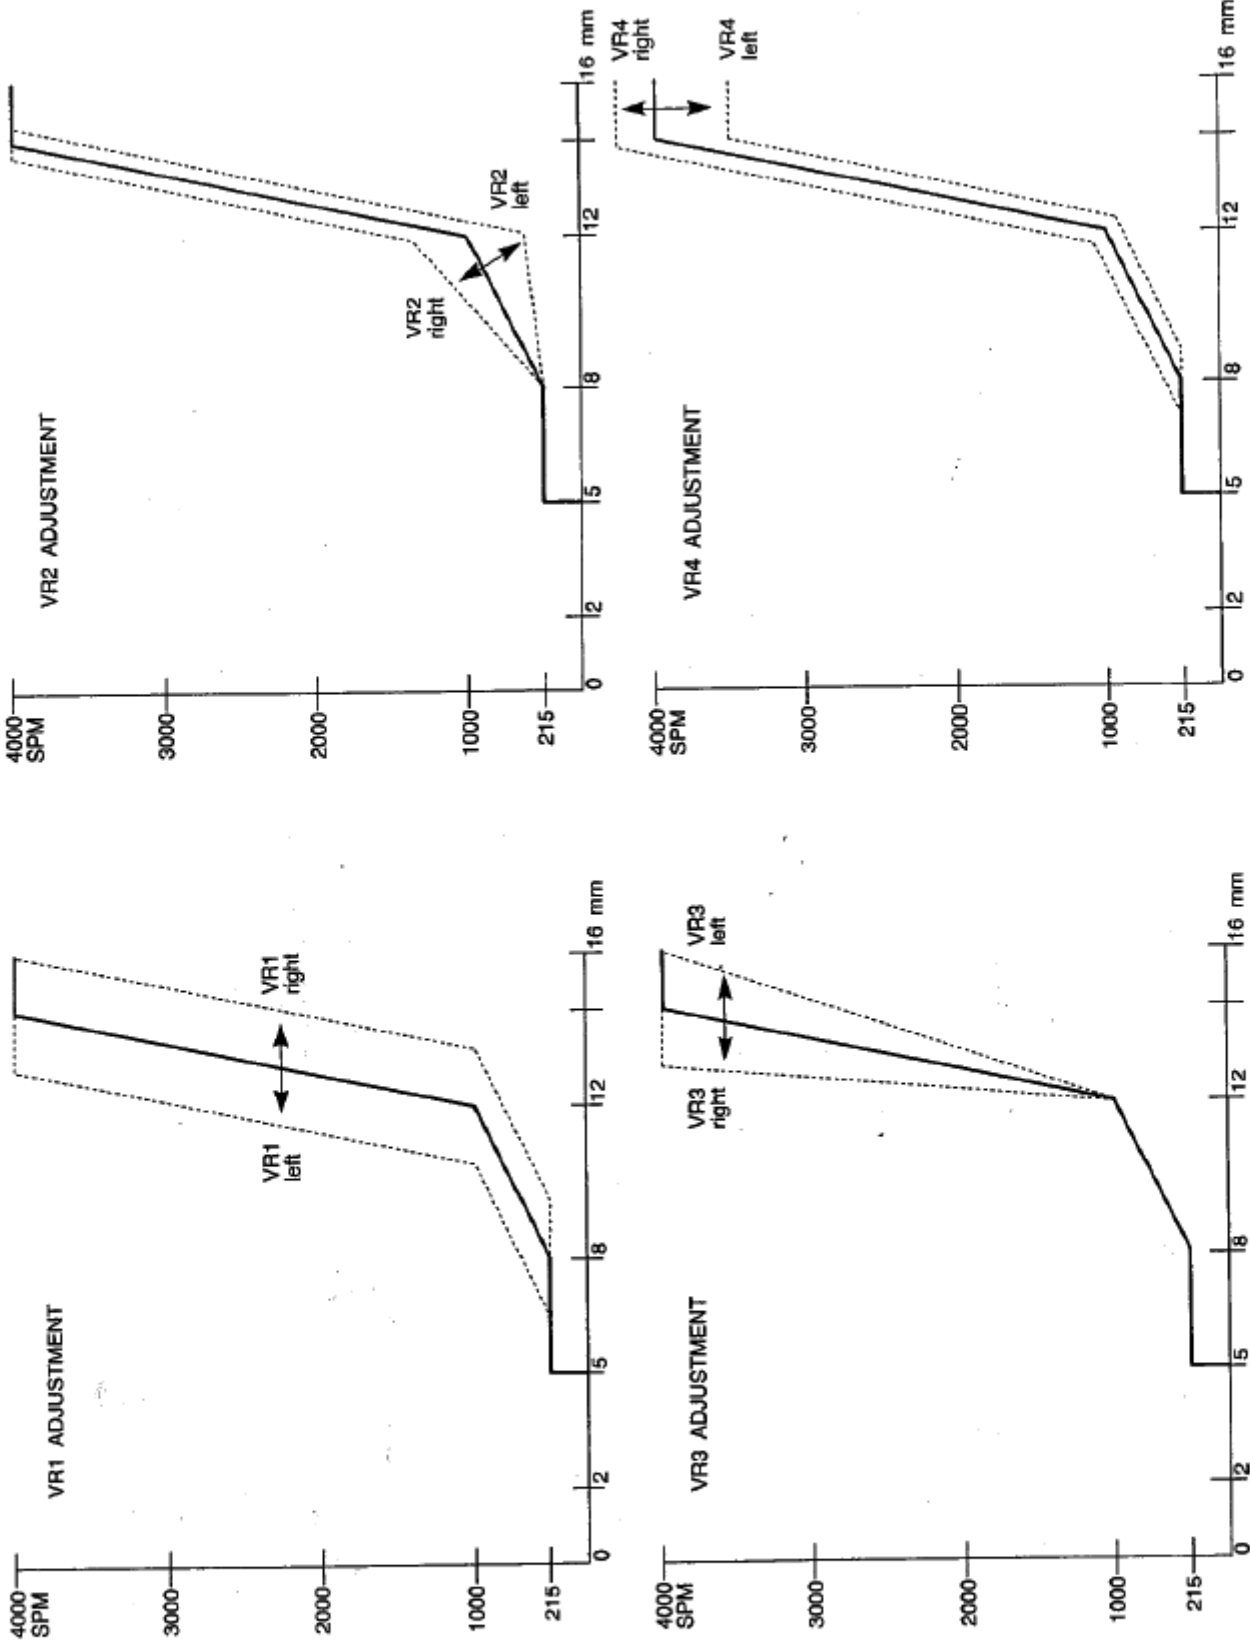 VR1 ADJUSTMENT
4000
SPM
3000
2000
1000
215
0
2
5
8
12
16 mm
VR1
left
VR1
right
VR2 ADJUSTMENT
4000
SPM
3000
2000
1000
215
0
2
5
8
12
16 mm
VR2
right
VR2
left
VR3 ADJUSTMENT
4000
SPM
3000
2000
1000
215
0
2
5
8
12
16 mm
VR3
right
VR3
left
VR4 ADJUSTMENT
4000
SPM
3000
2000
1000
215
0
2
5
8
12
16 mm
VR4
right
VR4
left